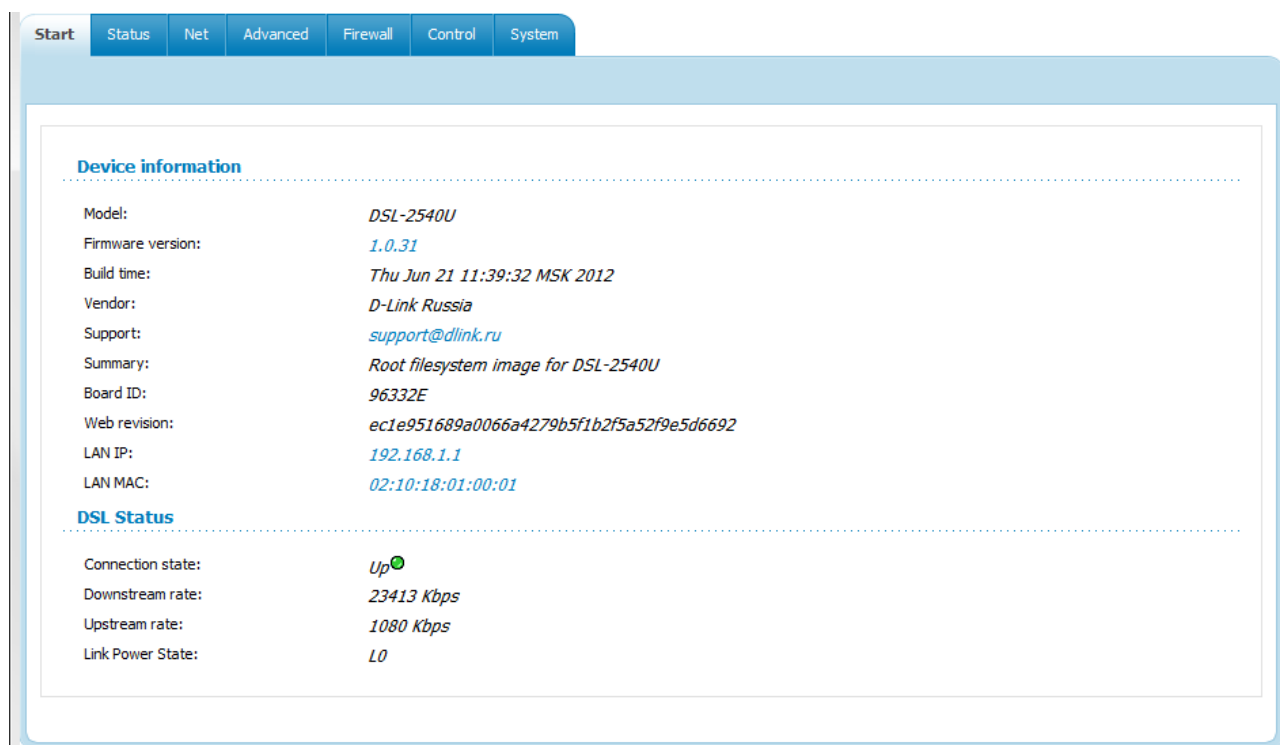 Start Status Net Advanced Firewall Control System
Device information
Model: DSL-2540U
Firmware version: 1.0.31
Build time: Thu Jun 21 11:39:32 MSK 2012
Vendor: D-Link Russia
Support: support@dlink.ru
Summary: Root filesystem image for DSL-2540U
Board ID: 96332E
Web revision: ec1e951689a0066a4279b5f1b2f5a52f9e5d6692
LAN IP: 192.168.1.1
LAN MAC: 02:10:18:01:00:01
DSL Status
Connection state: Up
Downstream rate: 23413 Kbps
Upstream rate: 1080 Kbps
Link Power State: L0